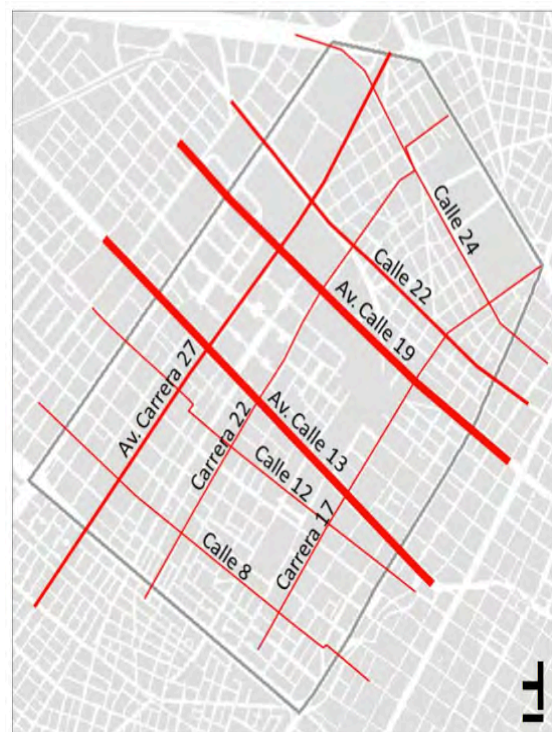 Calle 24
Calle 22
Av. Calle 19
Av. Carrera 27
Av. Calle 13
Carrera 22
Calle 12
Carrera 17
Calle 8